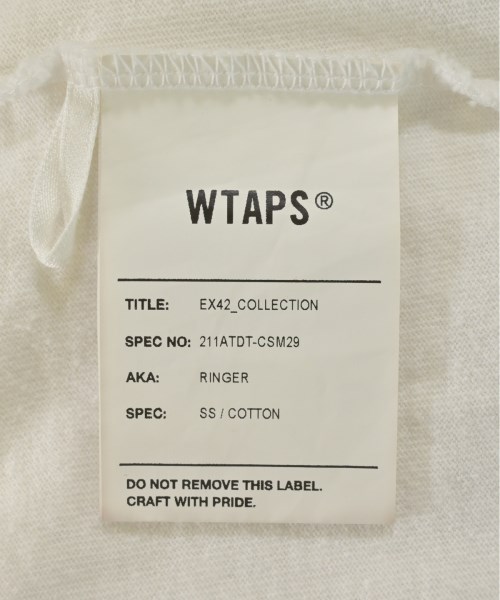 WTAPS®
TITLE: EX42_COLLECTION
SPEC NO: 211ATDT-CSM29
AKA: RINGER
SPEC: SS / COTTON
DO NOT REMOVE THIS LABEL.
CRAFT WITH PRIDE.